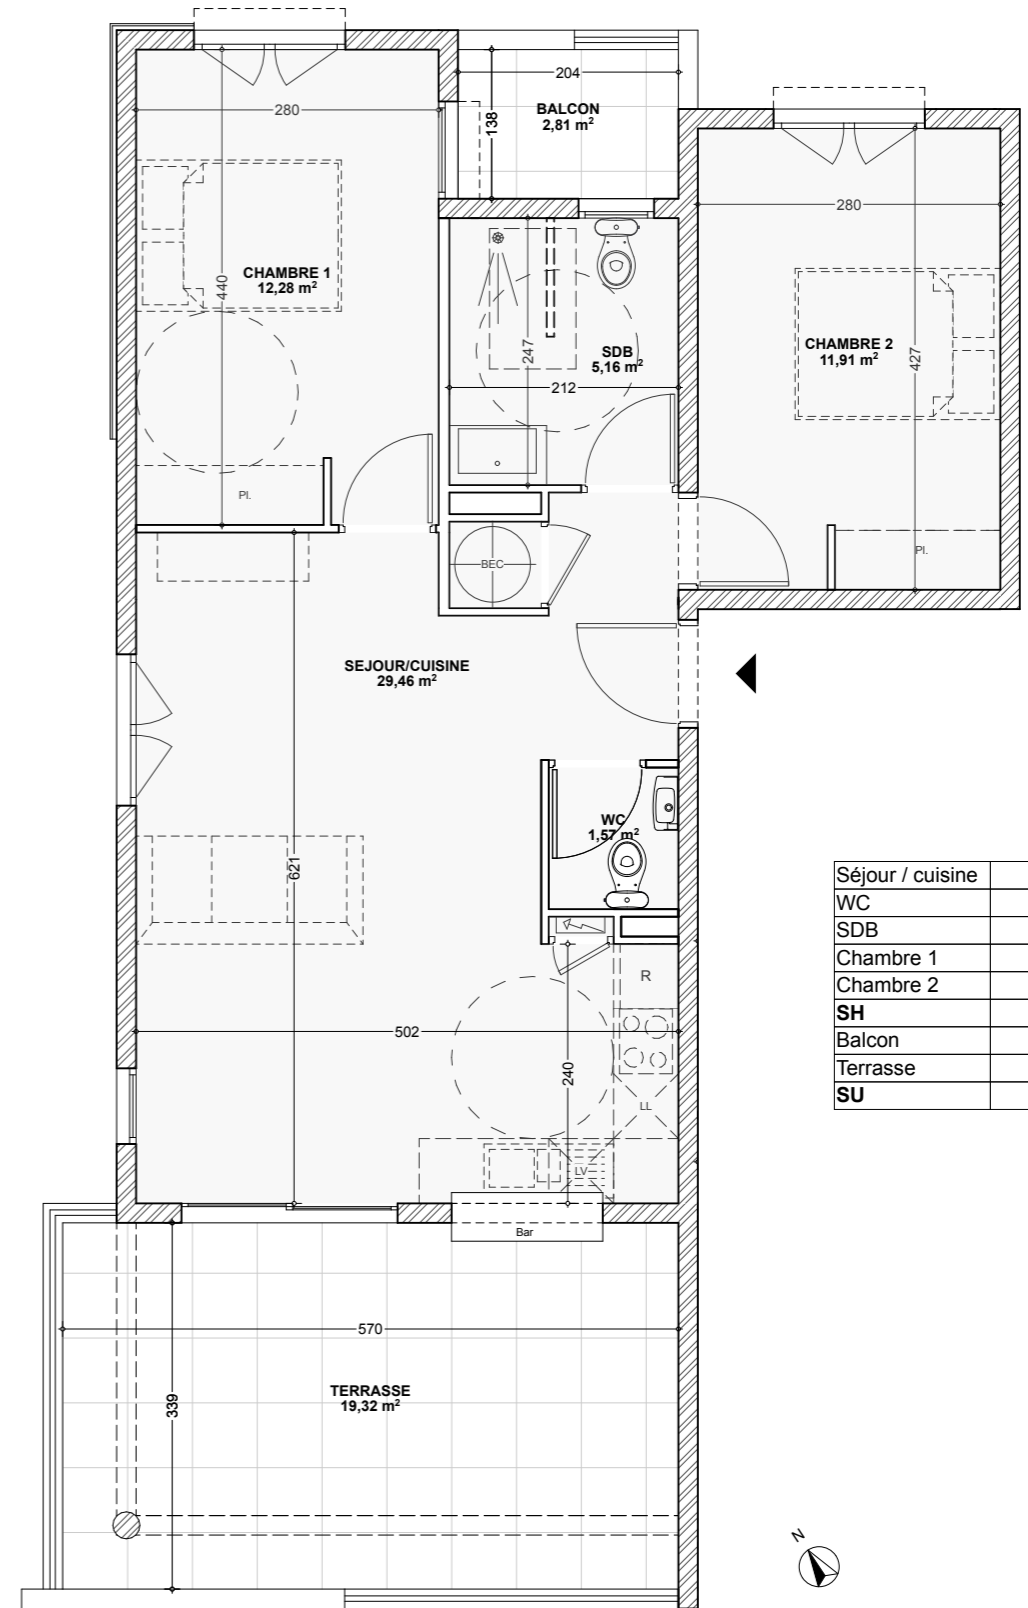 204
BALCON
2,81 m²
138
280
280
CHAMBRE 1
12,28 m²
440
SDB
5,16 m²
247
212
CHAMBRE 2
11,91 m²
427
Pl.
Pl.
BEC
SEJOUR/CUISINE
29,46 m²
WC
1,57 m²
621
R
502
240
LL
LV
Bar
570
TERRASSE
19,32 m²
339
N
Séjour / cuisine
WC
SDB
Chambre 1
Chambre 2
SH
Balcon
Terrasse
SU